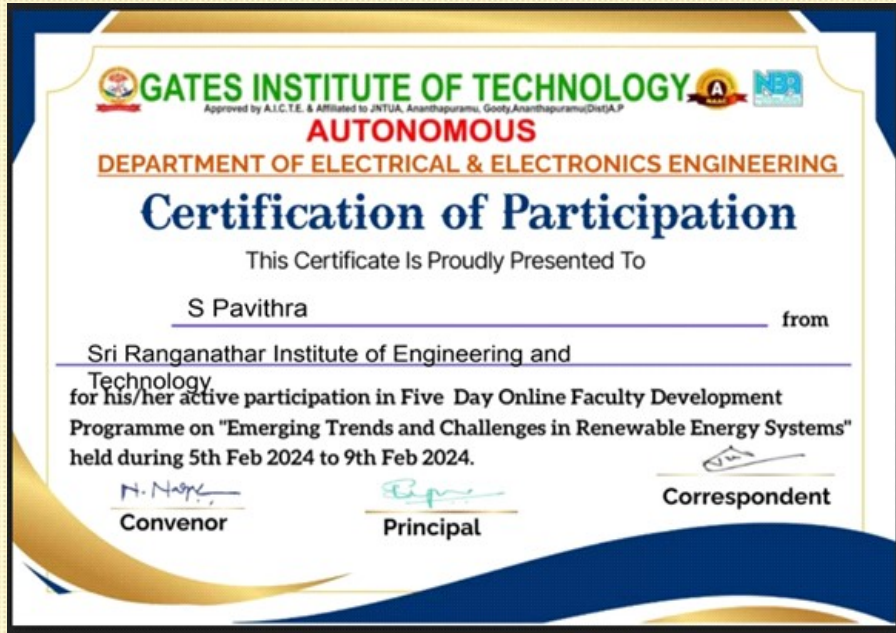 GATES INSTITUTE OF TECHNOLOGY
Approved by A.I.C.T.E. & Affiliated to JNTUA, Ananthapuramu, Gooty,Ananthapuramu(Dist)A.P
AUTONOMOUS
DEPARTMENT OF ELECTRICAL & ELECTRONICS ENGINEERING
Certification of Participation
This Certificate Is Proudly Presented To
S Pavithra
from
Sri Ranganathar Institute of Engineering and
Technology
for his/her active participation in Five Day Online Faculty Development
Programme on "Emerging Trends and Challenges in Renewable Energy Systems"
held during 5th Feb 2024 to 9th Feb 2024.
Convenor
Principal
Correspondent